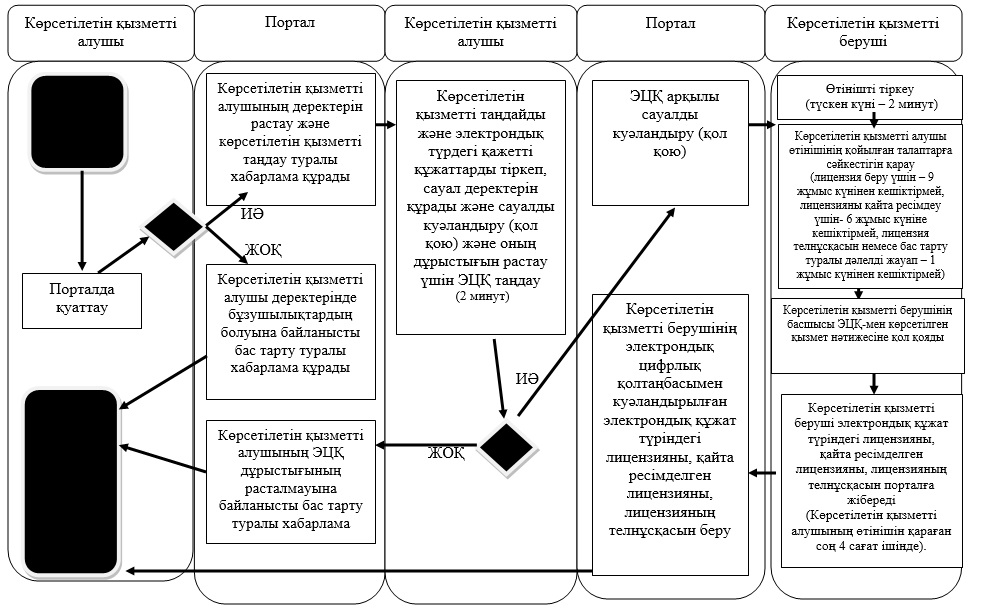 Көрсетілетін қызметті
алушы
Портал
Көрсетілетін қызметті
алушы
Портал
Көрсетілетін қызметті
беруші
Порталда
қуаттау
Көрсетілетін қызметті
алушының деректерін
растау және
көрсетілетін қызметті
таңдау туралы
хабарлама құрады
ИӘ
ЖОҚ
Көрсетілетін қызметті
алушы деректерінде
бұзушылықтардың
болуына байланысты
бас тарту туралы
хабарлама құрады
Көрсетілетін қызметті
алушының ЭЦҚ
дұрыстығының
расталмауына
байланысты бас тарту
туралы хабарлама
Көрсетілетін
қызметті таңдайды
және электрондық
түрдегі қажетті
құжаттарды тіркеп,
сауал деректерін
құрады және сауалды
куәландыру (қол
қою) және оның
дұрыстығын растау
үшін ЭЦҚ таңдау
(2 минут)
ИӘ
ЖОҚ
ЭЦҚ арқылы
сауалды
куәландыру (қол
қою)
Көрсетілетін
қызметті берушінің
электрондық
цифрлық
қолтаңбасымен
куәландырылған
электрондық құжат
түріндегі
лицензияны, қайта
ресімделген
лицензияны,
лицензияның
телнұсқасын беру
Өтінішті тіркеу
(түскен күні – 2 минут)
Көрсетілетін қызметті алушы
өтінішінің қойылған талаптарға
сәйкестігін қарау
(лицензия беру үшін – 9
жұмыс күнінен кешіктірмей,
лицензияны қайта ресімдеу
үшін- 6 жұмыс күніне
кешіктірмей, лицензия
телнұсқасын немесе бас тарту
туралы дәлелді жауап – 1
жұмыс күнінен кешіктірмей)
Көрсетілетін қызметті берушінің
басшысы ЭЦҚ-мен көрсетілген
қызмет нәтижесіне қол қояды
Көрсетілетін қызметті
беруші электрондық құжат
түріндегі лицензияны,
қайта ресімделген
лицензияны, лицензияның
телнұсқасын порталға
жібереді
(Көрсетілетін қызметті
алушының өтінішін қараған
соң 4 сағат ішінде).